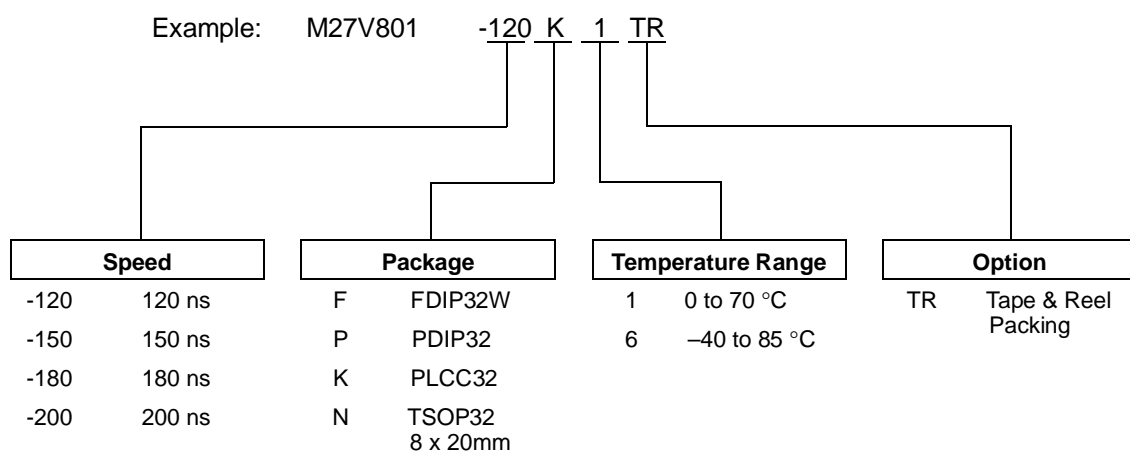 Example: M27V801 -120 K 1 TR
Speed Package Temperature Range Option
-120 120 ns F FDIP32W 1 0 to 70 °C TR Tape & Reel
Packing
-150 150 ns P PDIP32 6 –40 to 85 °C
-180 180 ns K PLCC32
-200 200 ns N TSOP32
8 x 20mm